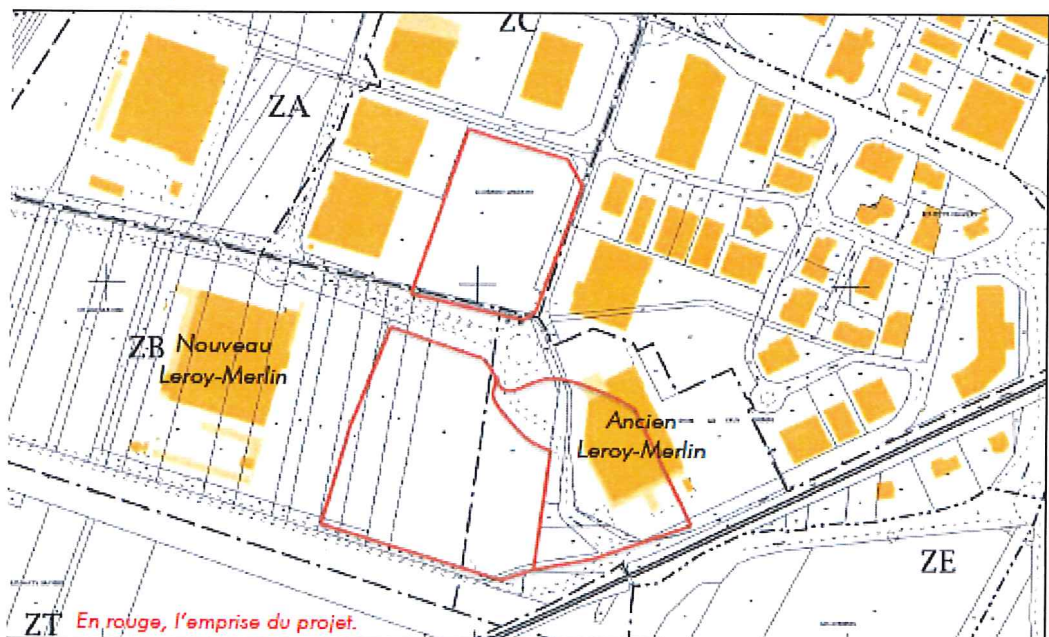 ZC
ZA
ZB
Nouveau
Leroy-Merlin
Ancien
Leroy-Merlin
ZE
ZT
En rouge, l'emprise du projet.